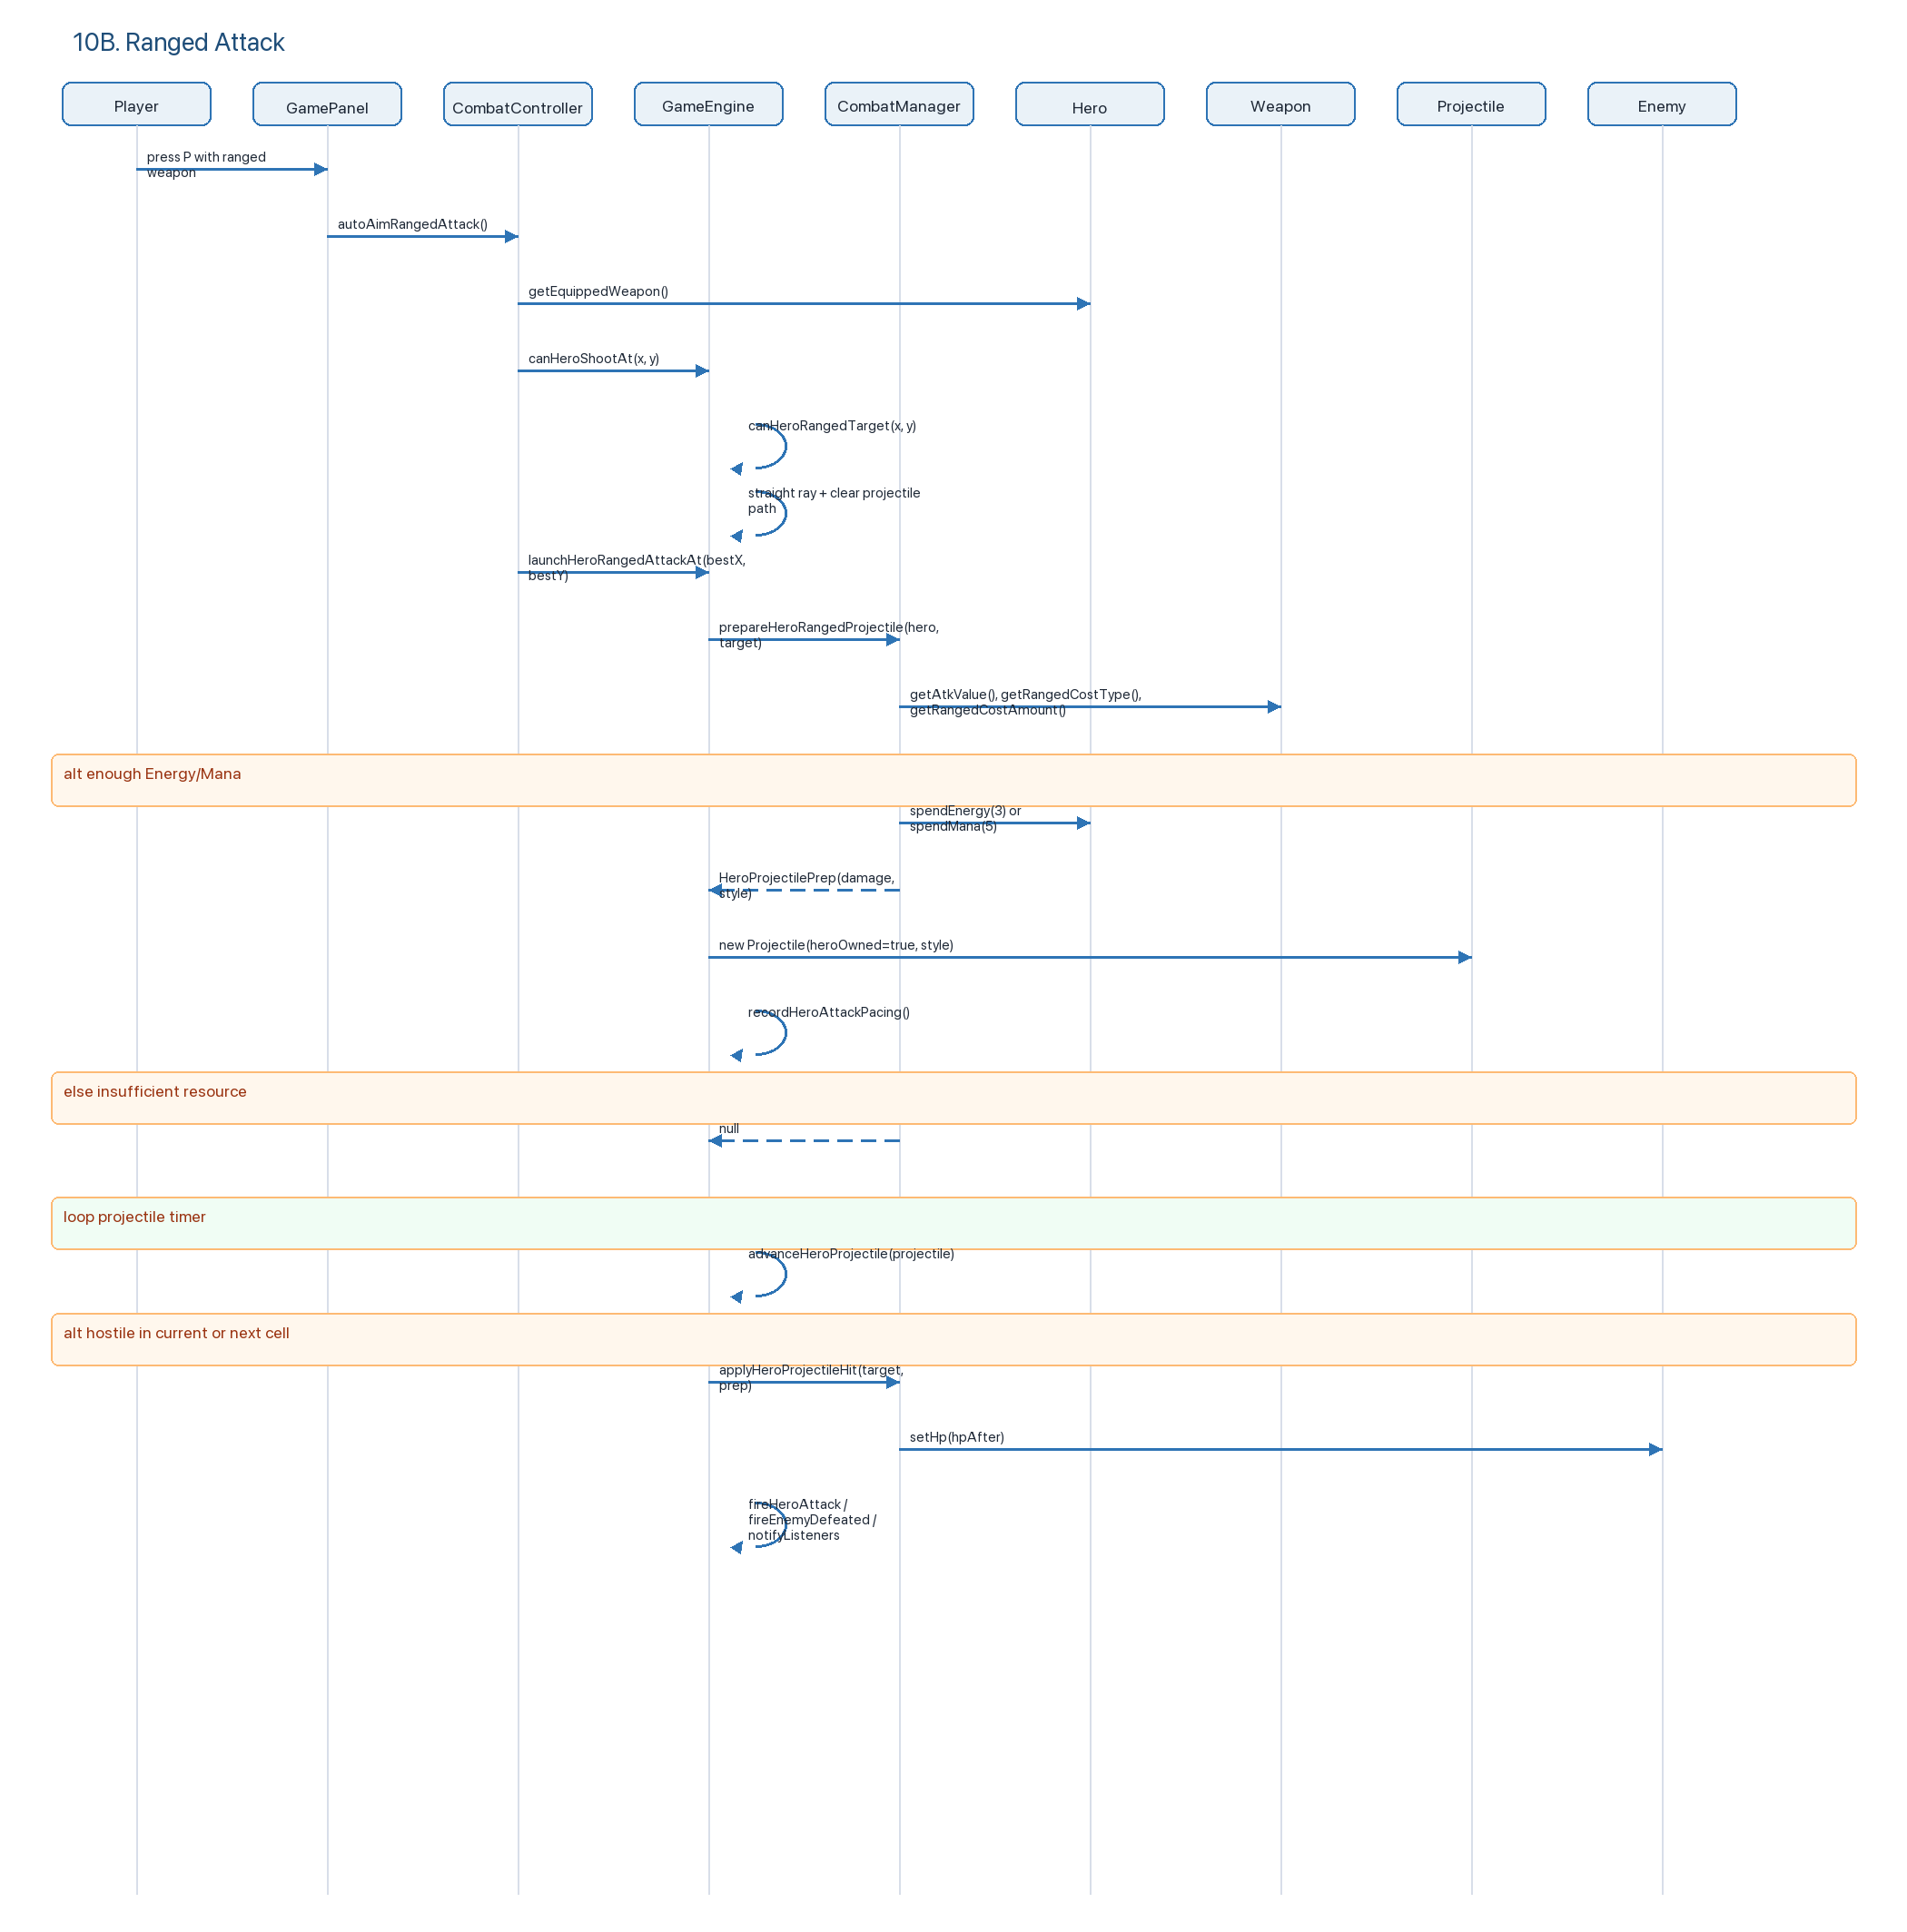 10B. Ranged Attack
Player
GamePanel
CombatController
GameEngine
CombatManager
Hero
Weapon
Projectile
Enemy
press P with ranged
weapon
autoAimRangedAttack()
getEquippedWeapon()
canHeroShootAt(x, y)
canHeroRangedTarget(x, y)
straight ray + clear projectile
path
launchHeroRangedAttackAt(bestX,
bestY)
prepareHeroRangedProjectile(hero,
target)
getAtkValue(), getRangedCostType(),
getRangedCostAmount()
alt enough Energy/Mana
spendEnergy(3) or
spendMana(5)
HeroProjectilePrep(damage,
style)
new Projectile(heroOwned=true, style)
recordHeroAttackPacing()
else insufficient resource
null
loop projectile timer
advanceHeroProjectile(projectile)
alt hostile in current or next cell
applyHeroProjectileHit(target,
prep)
setHp(hpAfter)
fireHeroAttack /
fireEnemyDefeated /
notifyListeners